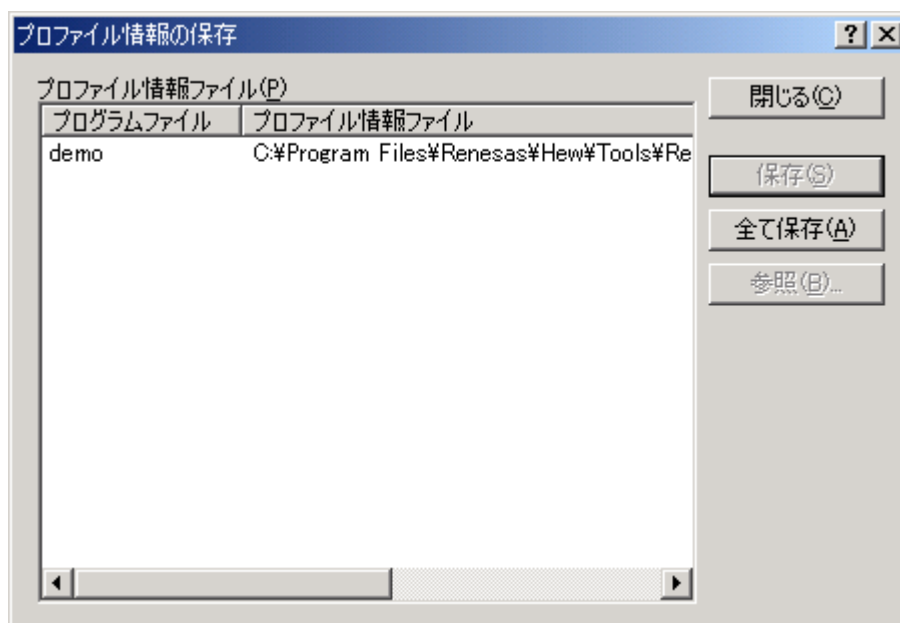 プロファイル情報の保存
プロファイル情報ファイル(P)
プログラムファイル プロファイル情報ファイル
demo C:¥Program Files¥Renesas¥Hew¥Tools¥Re
閉じる(C)
保存(S)
全て保存(A)
参照(B)...